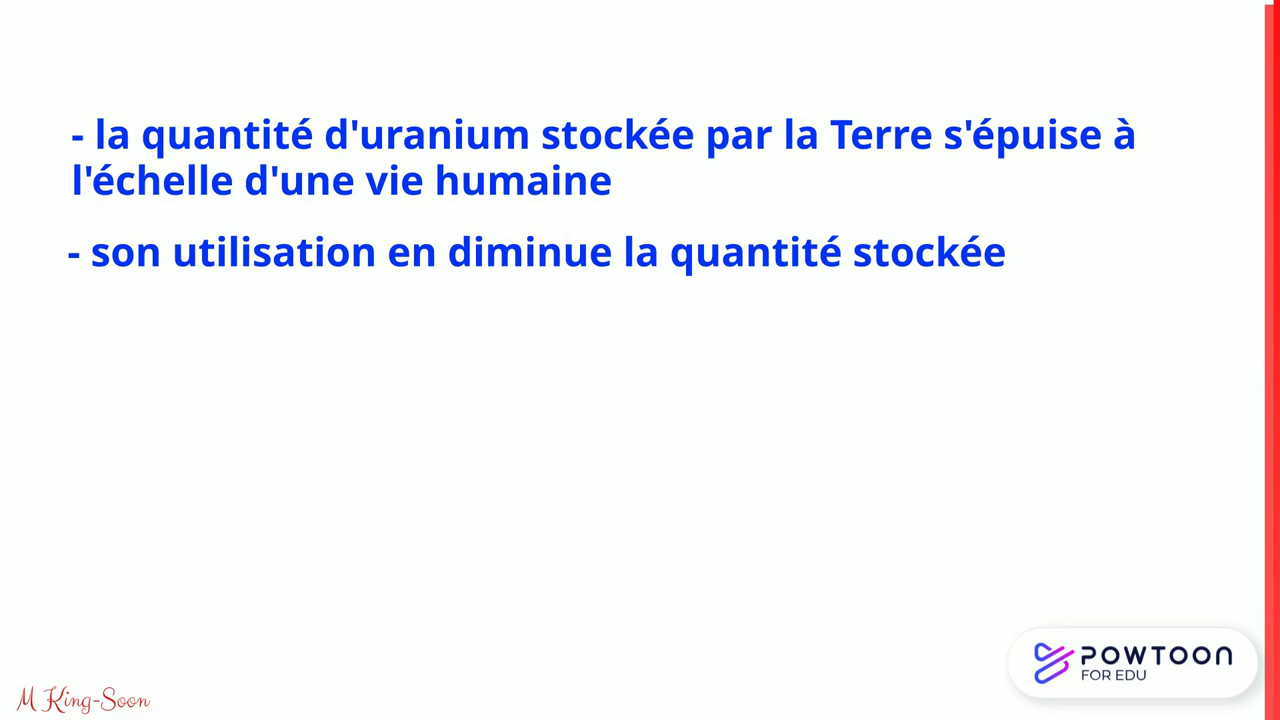 - la quantité d'uranium stockée par la Terre s'épuise à
l'échelle d'une vie humaine
- son utilisation en diminue la quantité stockée
POWTOON
FOR EDU
M King-Soon